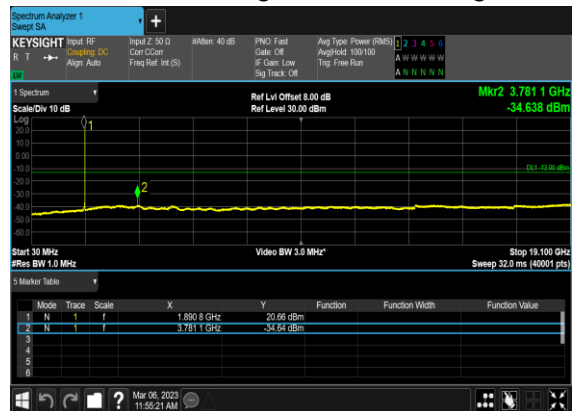 Spectrum Analyzer 1
Swept SA
+
KEYSIGHT Input: RF Input Z: 50 Ω #Atten: 40 dB PNO: Fast Avg Type: Power (RMS) 1 2 3 4 5 6
R T Coupling: DC Corr CCorr Gate: Off Avg|Hold: 100/100 A W W W W W
Align: Auto Freq Ref: Int (S) IF Gain: Low Trig: Free Run
LW Sig Track: Off A N N N N N
1 Spectrum Ref Lvl Offset 8.00 dB Mkr2 3.781 1 GHz
Scale/Div 10 dB Ref Level 30.00 dBm -34.638 dBm
Log
20.0
10.0
0.00
-10.0
-20.0
-30.0
-40.0
-50.0
-60.0
1
2
DL1 -13.00 dBm
Start 30 MHz Video BW 3.0 MHz* Stop 19.100 GHz
#Res BW 1.0 MHz Sweep 32.0 ms (40001 pts)
5 Marker Table
Mode Trace Scale X Y Function Function Width Function Value
1 N 1 f 1.890 8 GHz 20.66 dBm
2 N 1 f 3.781 1 GHz -34.64 dBm
3
4
5
6
? Mar 06, 2023
11:55:21 AM